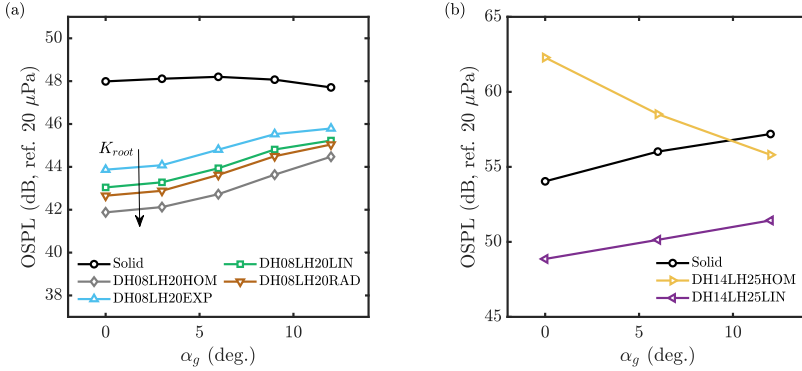 (a)
50
48
46
44
42
40
38
OSPL (dB, ref. 20 μPa)
K_root
Solid
DH08LH20HOM
DH08LH20EXP
DH08LH20LIN
DH08LH20RAD
0
5
10
α_g (deg.)
(b)
65
60
55
50
45
OSPL (dB, ref. 20 μPa)
Solid
DH14LH25HOM
DH14LH25LIN
0
5
10
α_g (deg.)